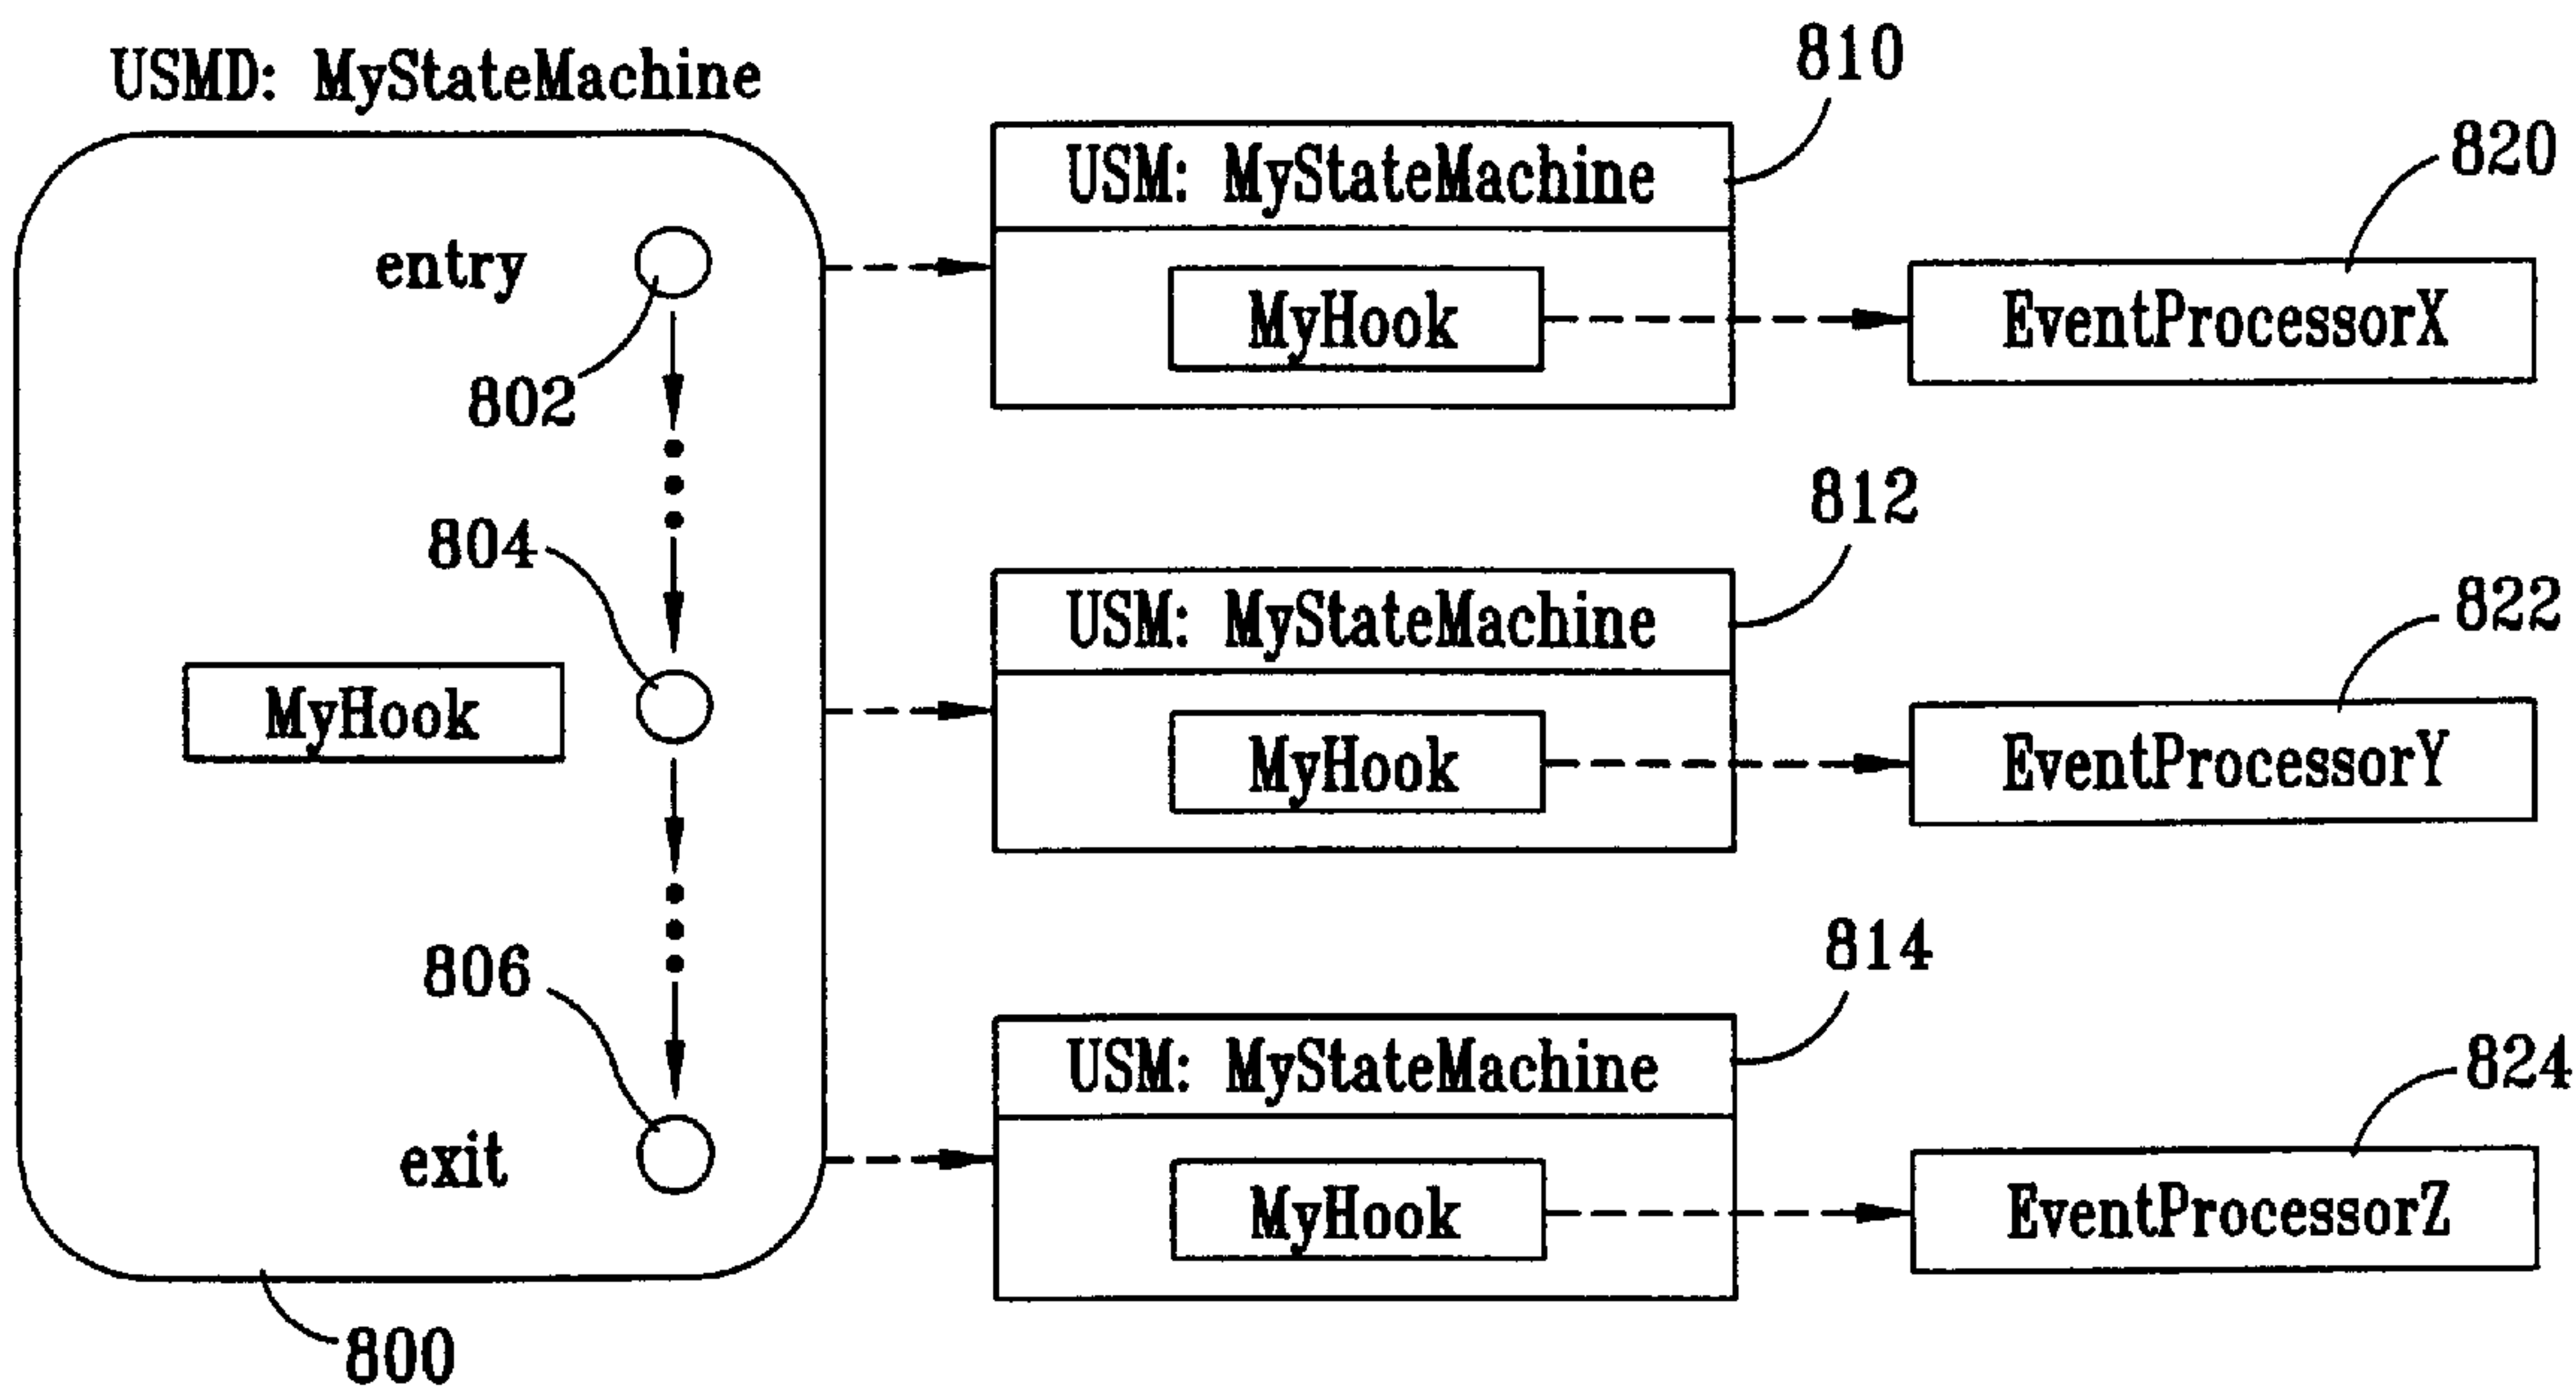 USMD: MyStateMachine
810
USM: MyStateMachine
820
entry
MyHook
EventProcessorX
802
812
804
USM: MyStateMachine
822
MyHook
MyHook
EventProcessorY
814
806
USM: MyStateMachine
824
exit
MyHook
EventProcessorZ
800